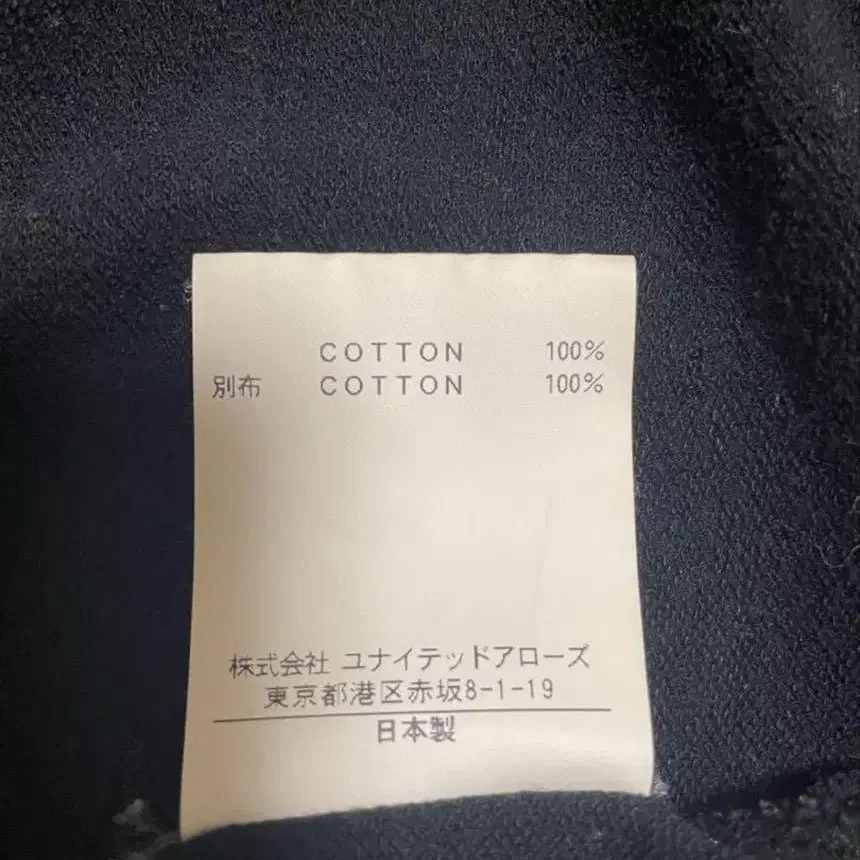 COTTON 100%
別布 COTTON 100%
株式会社 ユナイテッドアローズ
東京都港区赤坂8-1-19
日本製